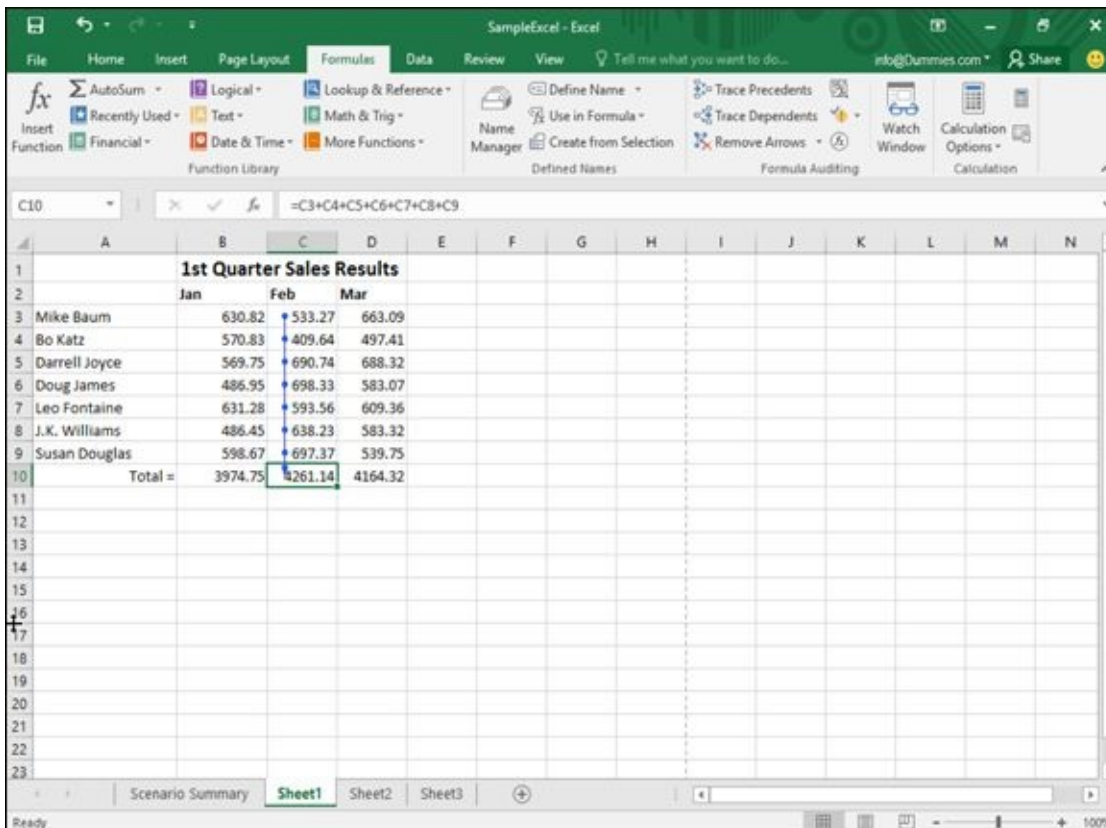 SampleExcel - Excel
File Home Insert Page Layout Formulas Data Review View Tell me what you want to do... info@Dummies.com Share
fx Insert Function
Σ AutoSum
Recently Used
Financial
Logical
Text
Date & Time
Lookup & Reference
Math & Trig
More Functions
Function Library
Name Manager
Define Name
Use in Formula
Create from Selection
Defined Names
Trace Precedents
Trace Dependents
Remove Arrows
Formula Auditing
Watch Window
Calculation Options
Calculation
C10 fx =C3+C4+C5+C6+C7+C8+C9
A B C D E F G H I J K L M N
1 1st Quarter Sales Results
2 Jan Feb Mar
3 Mike Baum 630.82 533.27 663.09
4 Bo Katz 570.83 409.64 497.41
5 Darrell Joyce 569.75 690.74 688.32
6 Doug James 486.95 698.33 583.07
7 Leo Fontaine 631.28 593.56 609.36
8 J.K. Williams 486.45 638.23 583.32
9 Susan Douglas 598.67 697.37 539.75
10 Total = 3974.75 4261.14 4164.32
11
12
13
14
15
16
17
18
19
20
21
22
23
Scenario Summary Sheet1 Sheet2 Sheet3
Ready 100%